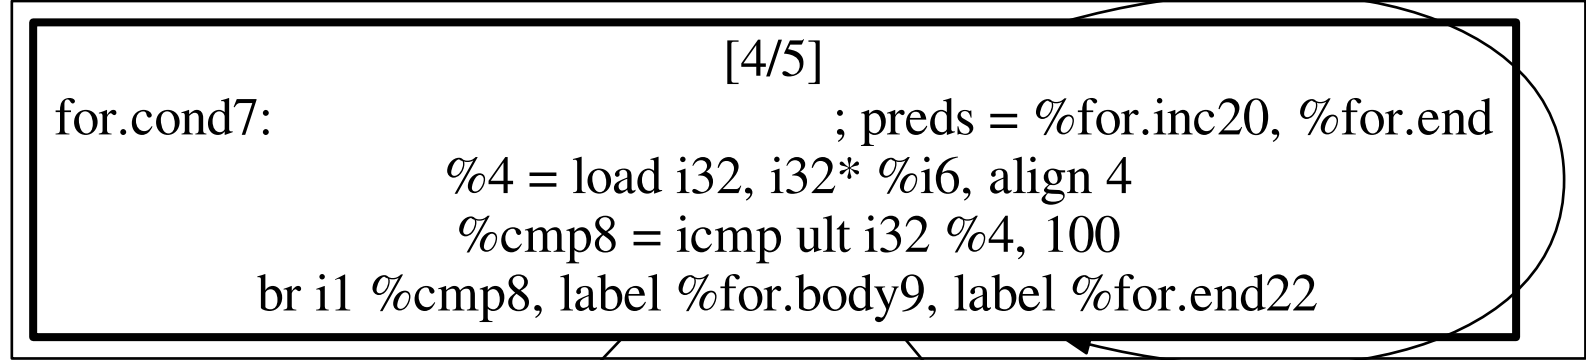 [4/5]
for.cond7: ; preds = %for.inc20, %for.end
%4 = load i32, i32* %i6, align 4
%cmp8 = icmp ult i32 %4, 100
br i1 %cmp8, label %for.body9, label %for.end22